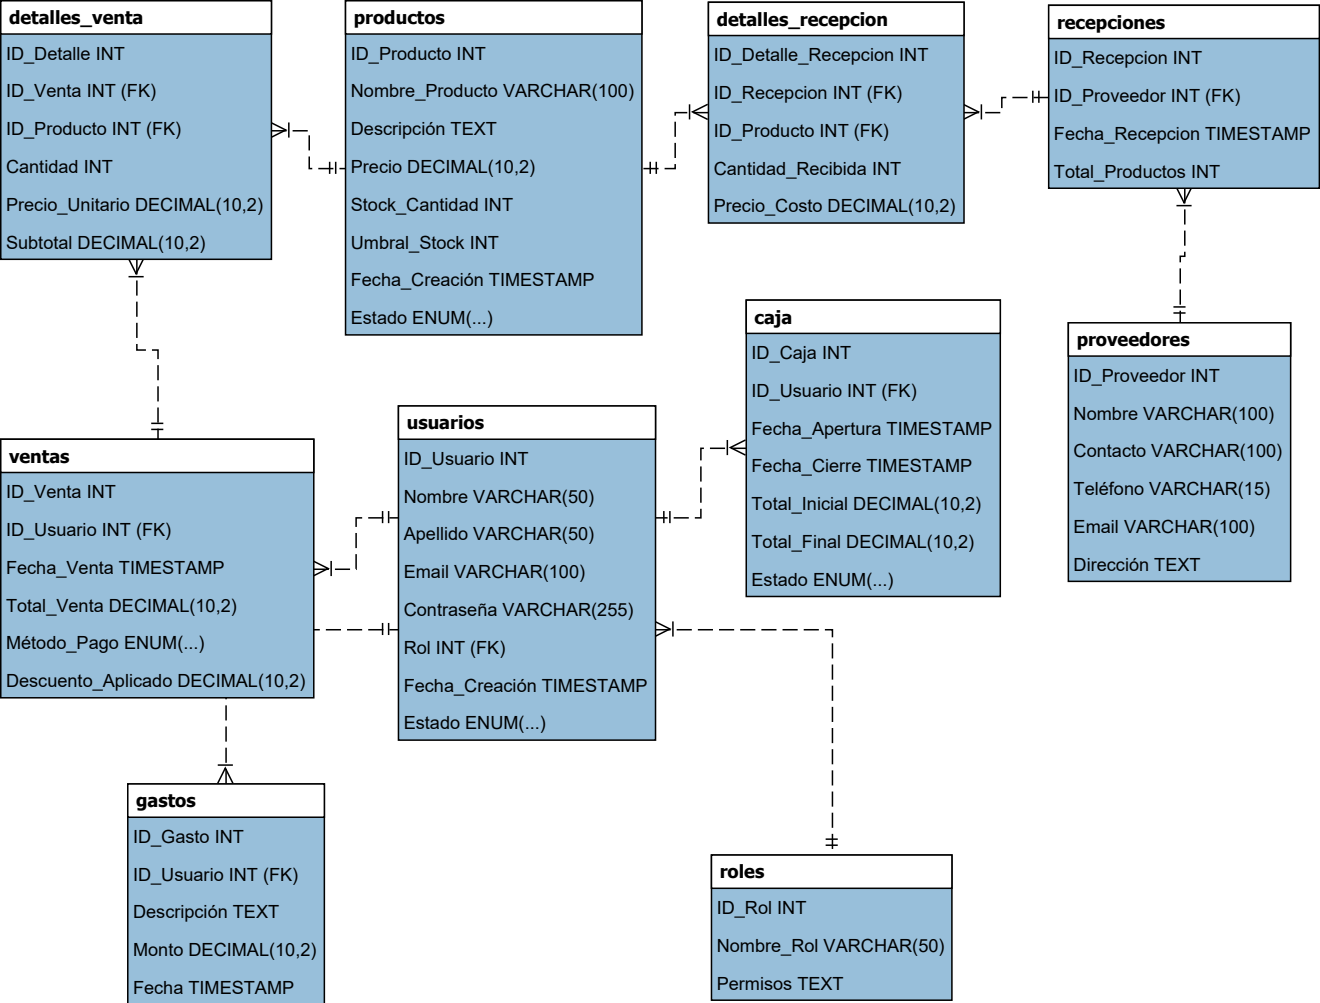 detalles_venta
ID_Detalle INT
ID_Venta INT (FK)
ID_Producto INT (FK)
Cantidad INT
Precio_Unitario DECIMAL(10,2)
Subtotal DECIMAL(10,2)
productos
ID_Producto INT
Nombre_Producto VARCHAR(100)
Descripción TEXT
Precio DECIMAL(10,2)
Stock_Cantidad INT
Umbral_Stock INT
Fecha_Creación TIMESTAMP
Estado ENUM(...)
detalles_recepcion
ID_Detalle_Recepcion INT
ID_Recepcion INT (FK)
ID_Producto INT (FK)
Cantidad_Recibida INT
Precio_Costo DECIMAL(10,2)
recepciones
ID_Recepcion INT
ID_Proveedor INT (FK)
Fecha_Recepcion TIMESTAMP
Total_Productos INT
caja
ID_Caja INT
ID_Usuario INT (FK)
Fecha_Apertura TIMESTAMP
Fecha_Cierre TIMESTAMP
Total_Inicial DECIMAL(10,2)
Total_Final DECIMAL(10,2)
Estado ENUM(...)
proveedores
ID_Proveedor INT
Nombre VARCHAR(100)
Contacto VARCHAR(100)
Teléfono VARCHAR(15)
Email VARCHAR(100)
Dirección TEXT
ventas
ID_Venta INT
ID_Usuario INT (FK)
Fecha_Venta TIMESTAMP
Total_Venta DECIMAL(10,2)
Método_Pago ENUM(...)
Descuento_Aplicado DECIMAL(10,2)
usuarios
ID_Usuario INT
Nombre VARCHAR(50)
Apellido VARCHAR(50)
Email VARCHAR(100)
Contraseña VARCHAR(255)
Rol INT (FK)
Fecha_Creación TIMESTAMP
Estado ENUM(...)
gastos
ID_Gasto INT
ID_Usuario INT (FK)
Descripción TEXT
Monto DECIMAL(10,2)
Fecha TIMESTAMP
roles
ID_Rol INT
Nombre_Rol VARCHAR(50)
Permisos TEXT